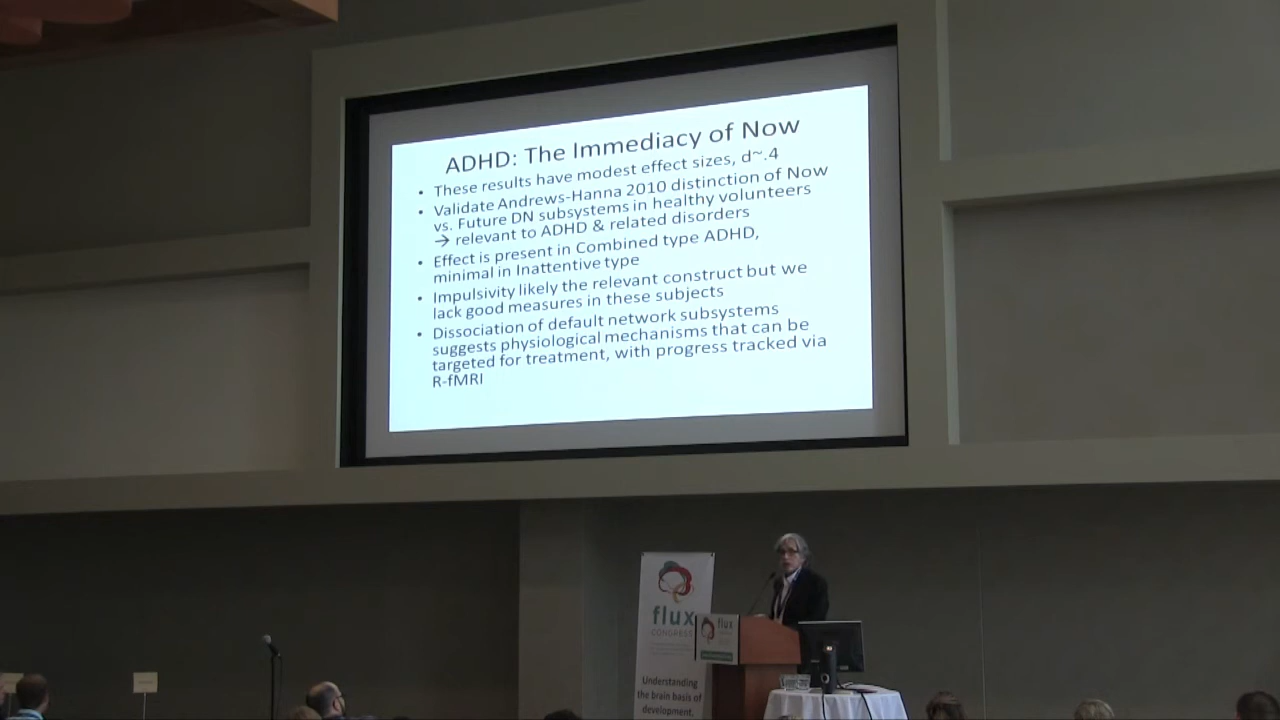 ADHD: The Immediacy of Now
• These results have modest effect sizes, d~.4
• Validate Andrews-Hanna 2010 distinction of Now
vs. Future DN subsystems in healthy volunteers
→ relevant to ADHD & related disorders
• Effect is present in Combined type ADHD,
minimal in Inattentive type
• Impulsivity likely the relevant construct but we
lack good measures in these subjects
• Dissociation of default network subsystems
suggests physiological mechanisms that can be
targeted for treatment, with progress tracked via
R-fMRI
flux
CONGRESS
Understanding
the brain basis of
development.
flux